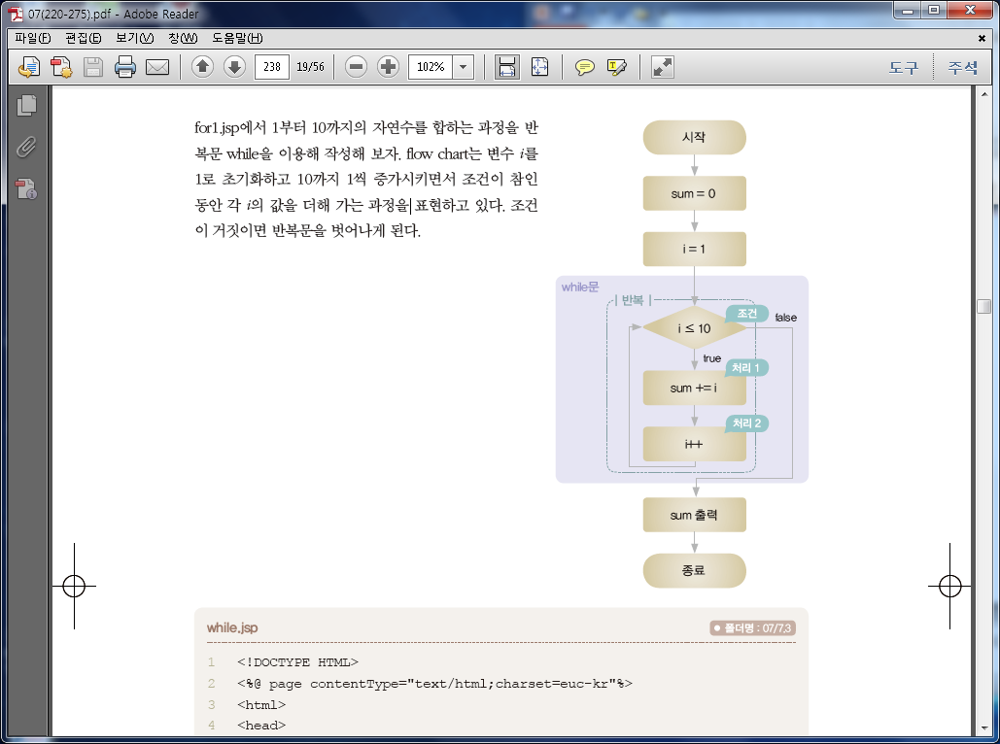 07(220-275).pdf - Adobe Reader
파일(F) 편집(E) 보기(V) 창(W) 도움말(H)
238 19/56 102% 도구 주석
for1.jsp에서 1부터 10까지의 자연수를 합하는 과정을 반
복문 while을 이용해 작성해 보자. flow chart는 변수 i를
1로 초기화하고 10까지 1씩 증가시키면서 조건이 참인
동안 각 i의 값을 더해 가는 과정을 표현하고 있다. 조건
이 거짓이면 반복문을 벗어나게 된다.
시작
sum = 0
i = 1
while문
반복
조건
i ≤ 10
false
true
처리 1
sum += i
처리 2
i++
sum 출력
종료
while.jsp
● 폴더명 : 07/7.3
1 <!DOCTYPE HTML>
2 <%@ page contentType="text/html;charset=euc-kr"%>
3 <html>
4 <head>